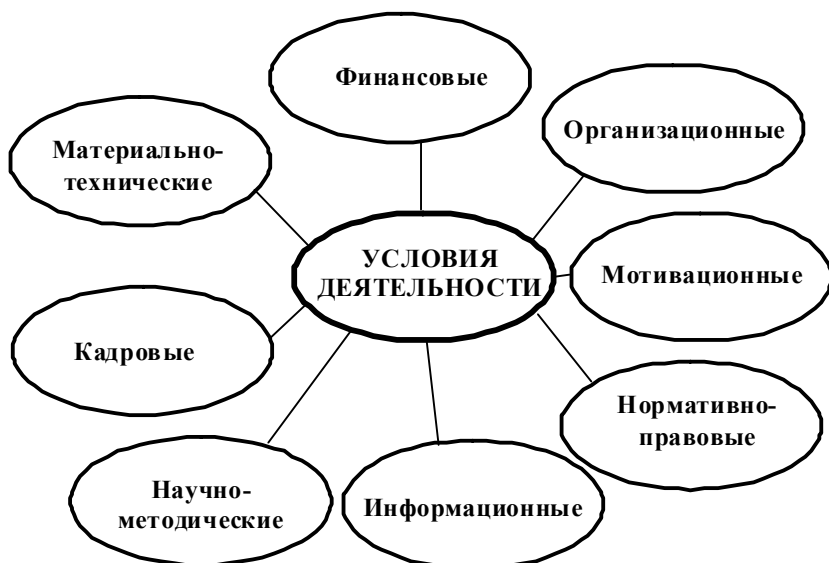 Финансовые
Организационные
Материально-
технические
УСЛОВИЯ
ДЕЯТЕЛЬНОСТИ
Мотивационные
Кадровые
Нормативно-
правовые
Научно-
методические
Информационные